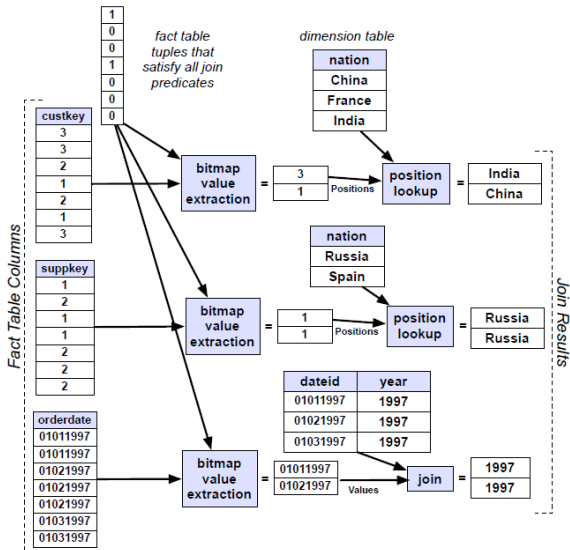 1
0
0
1
0
0
0
fact table
tuples that
satisfy all join
predicates
dimension table
nation
China
France
India
Fact Table Columns
custkey
3
3
2
1
2
1
3
bitmap
value
extraction
=
3
1
Positions
position
lookup
=
India
China
nation
Russia
Spain
suppkey
1
2
1
1
2
2
2
bitmap
value
extraction
=
1
1
Positions
position
lookup
=
Russia
Russia
Join Results
dateid year
01011997 1997
01021997 1997
01031997 1997
orderdate
01011997
01011997
01021997
01021997
01021997
01031997
01031997
bitmap
value
extraction
=
01011997
01021997
Values
join
=
1997
1997